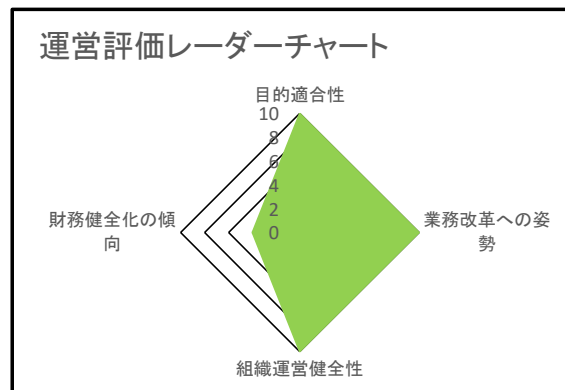 運営評価レーダーチャート
目的適合性
10
8
6
4
2
0
財務健全化の傾
向
業務改革への姿
勢
組織運営健全性